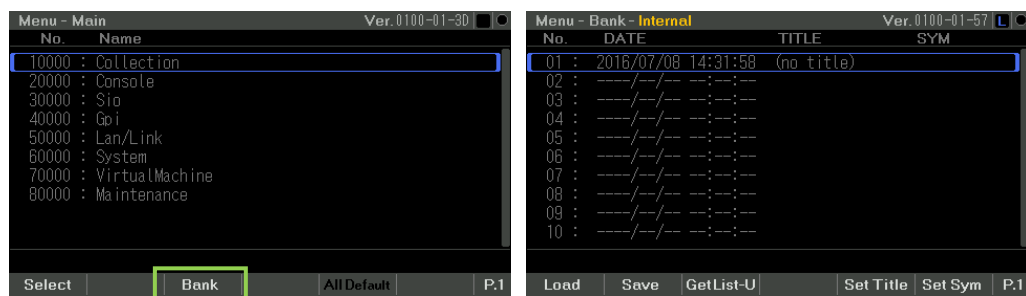 Menu - Main Ver. 0100-01-3D
No. Name
10000 : Collection
20000 : Console
30000 : Sio
40000 : Gpi
50000 : Lan/Link
60000 : System
70000 : VirtualMachine
80000 : Maintenance
Select Bank All Default P.1
Menu - Bank - Internal Ver. 0100-01-57 L
No. DATE TITLE SYM
01 : 2016/07/08 14:31:58 (no title)
02 : ----/--/-- --:--:--
03 : ----/--/-- --:--:--
04 : ----/--/-- --:--:--
05 : ----/--/-- --:--:--
06 : ----/--/-- --:--:--
07 : ----/--/-- --:--:--
08 : ----/--/-- --:--:--
09 : ----/--/-- --:--:--
10 : ----/--/-- --:--:--
Load Save GetList-U Set Title Set Sym P.1